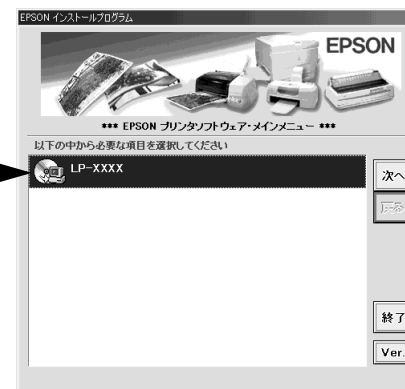 EPSON インストールプログラム
EPSON
*** EPSON プリンタソフトウェア・メインメニュー ***
以下の中から必要な項目を選択してください
LP-XXXX
次へ
戻る
終了
Ver.